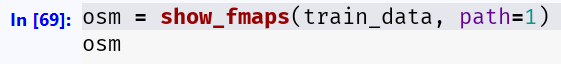 In [69]: osm = show_fmaps(train_data, path=1)
osm